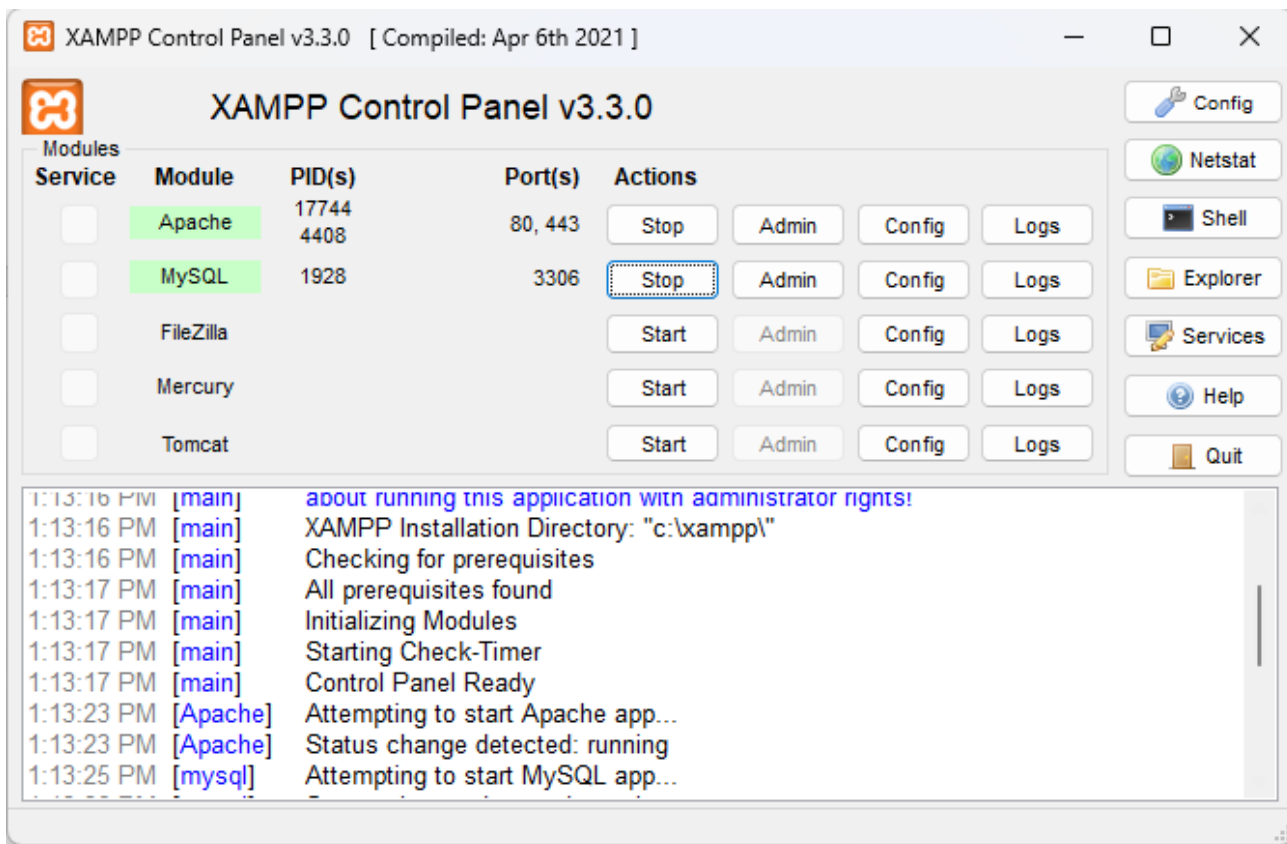 XAMPP Control Panel v3.3.0 [ Compiled: Apr 6th 2021 ]
XAMPP Control Panel v3.3.0
Config
Modules
Netstat
Service Module PID(s) Port(s) Actions
Apache 17744 4408 80, 443 Stop Admin Config Logs
Shell
MySQL 1928 3306 Stop Admin Config Logs
Explorer
FileZilla Start Admin Config Logs
Services
Mercury Start Admin Config Logs
Help
Tomcat Start Admin Config Logs
Quit
1:13:16 PM [main] about running this application with administrator rights!
1:13:16 PM [main] XAMPP Installation Directory: "c:\xampp\"
1:13:16 PM [main] Checking for prerequisites
1:13:17 PM [main] All prerequisites found
1:13:17 PM [main] Initializing Modules
1:13:17 PM [main] Starting Check-Timer
1:13:17 PM [main] Control Panel Ready
1:13:23 PM [Apache] Attempting to start Apache app...
1:13:23 PM [Apache] Status change detected: running
1:13:25 PM [mysql] Attempting to start MySQL app...